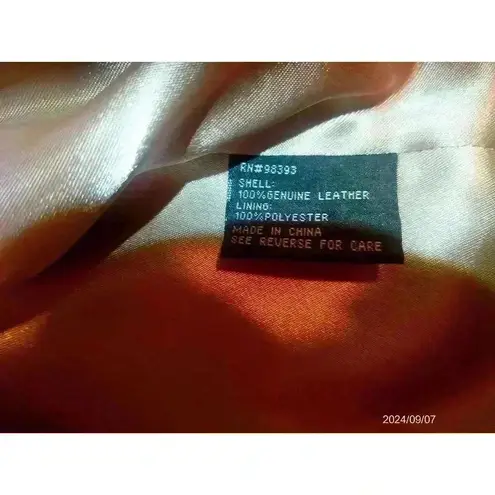 RN#98393
SHELL:
100%GENUINE LEATHER
LINING:
100%POLYESTER
MADE IN CHINA
SEE REVERSE FOR CARE
2024/09/07